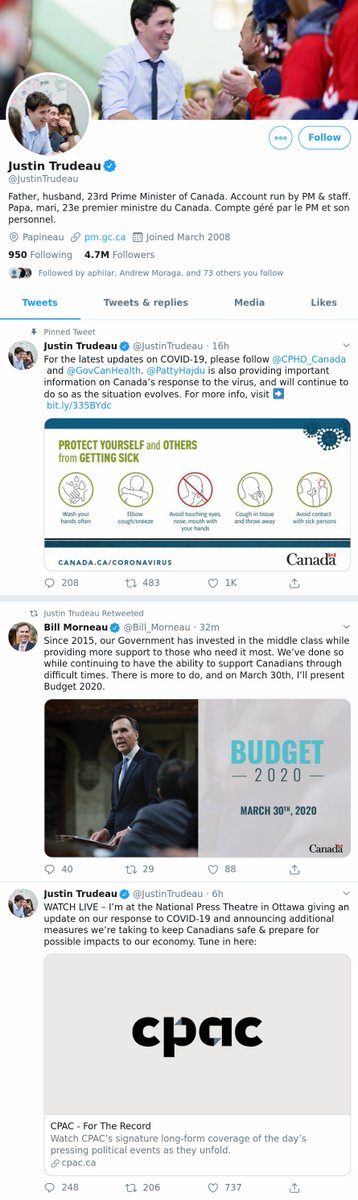 Follow
Justin Trudeau
@JustinTrudeau
Father, husband, 23rd Prime Minister of Canada. Account run by PM & staff.
Papa, mari, 23e premier ministre du Canada. Compte géré par le PM et son
personnel.
Papineau pm.gc.ca Joined March 2008
950 Following 4.7M Followers
Followed by aphilar, Andrew Moraga, and 73 others you follow
Tweets Tweets & replies Media Likes
Pinned Tweet
Justin Trudeau @JustinTrudeau · 16h
For the latest updates on COVID-19, please follow @CPHO_Canada
and @GovCanHealth. @PattyHajdu is also providing important
information on Canada’s response to the virus, and will continue to
do so as the situation evolves. For more info, visit ➡️
bit.ly/335BYdc
PROTECT YOURSELF and OTHERS
from GETTING SICK
Wash your
hands often
Elbow
cough/sneeze
Avoid touching eyes,
nose, mouth with
your hands
Cough in tissue
and throw away
Avoid contact
with sick persons
CANADA.CA/CORONAVIRUS
Canada
208 483 1K
Justin Trudeau Retweeted
Bill Morneau @Bill_Morneau · 32m
Since 2015, our Government has invested in the middle class while
providing more support to those who need it most. We’ve done so
while continuing to have the ability to support Canadians through
difficult times. There is more to do, and on March 30th, I’ll present
Budget 2020.
BUDGET
2020
MARCH 30TH, 2020
Canada
40 29 88
Justin Trudeau @JustinTrudeau · 6h
WATCH LIVE – I’m at the National Press Theatre in Ottawa giving an
update on our response to COVID-19 and announcing additional
measures we’re taking to keep Canadians safe & prepare for
possible impacts to our economy. Tune in here:
cpac
CPAC - For The Record
Watch CPAC’s signature long-form coverage of the day’s
pressing political events as they unfold.
cpac.ca
248 206 737